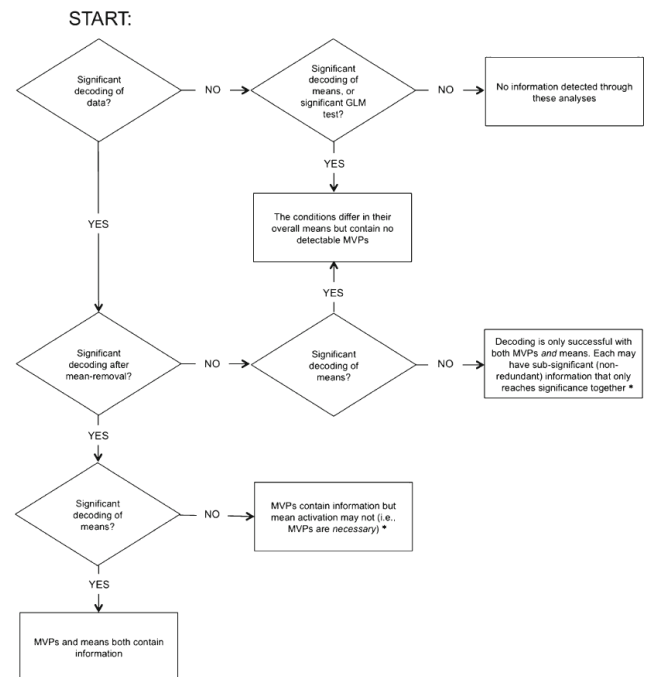 START:
Significant
decoding of
data?
NO
Significant
decoding of
means, or
significant GLM
test?
NO
No information detected through
these analyses
YES
YES
The conditions differ in their
overall means but contain no
detectable MVPs
YES
Significant
decoding after
mean-removal?
NO
Significant
decoding of
means?
NO
Decoding is only successful with
both MVPs and means. Each may
have sub-significant (non-
redundant) information that only
reaches significance together *
YES
Significant
decoding of
means?
NO
MVPs contain information but
mean activation may not (i.e.,
MVPs are necessary) *
YES
MVPs and means both contain
information